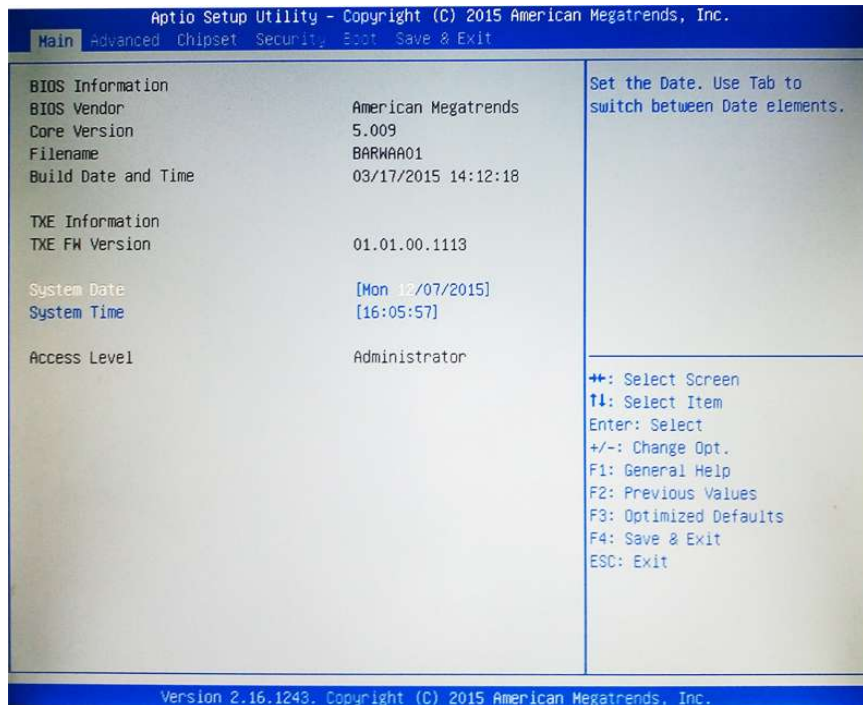 Aptio Setup Utility - Copyright (C) 2015 American Megatrends, Inc.
Main Advanced Chipset Security Boot Save & Exit
BIOS Information
BIOS Vendor American Megatrends
Core Version 5.009
Filename BARWAA01
Build Date and Time 03/17/2015 14:12:18
TXE Information
TXE FW Version 01.01.00.1113
System Date [Mon 12/07/2015]
System Time [16:05:57]
Access Level Administrator
Set the Date. Use Tab to
switch between Date elements.
→←: Select Screen
↑↓: Select Item
Enter: Select
+/-: Change Opt.
F1: General Help
F2: Previous Values
F3: Optimized Defaults
F4: Save & Exit
ESC: Exit
Version 2.16.1243. Copyright (C) 2015 American Megatrends, Inc.